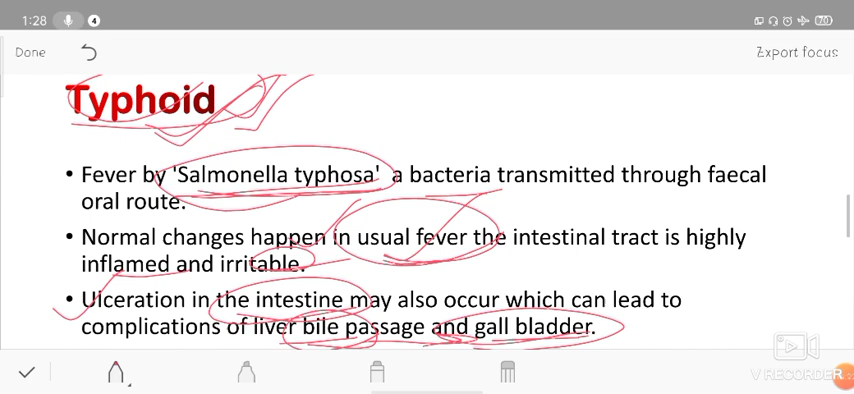 1:28 4 70
Done Export focus
Typhoid
• Fever by 'Salmonella typhosa' a bacteria transmitted through faecal
oral route.
• Normal changes happen in usual fever the intestinal tract is highly
inflamed and irritable.
• Ulceration in the intestine may also occur which can lead to
complications of liver bile passage and gall bladder.
V RECORDER